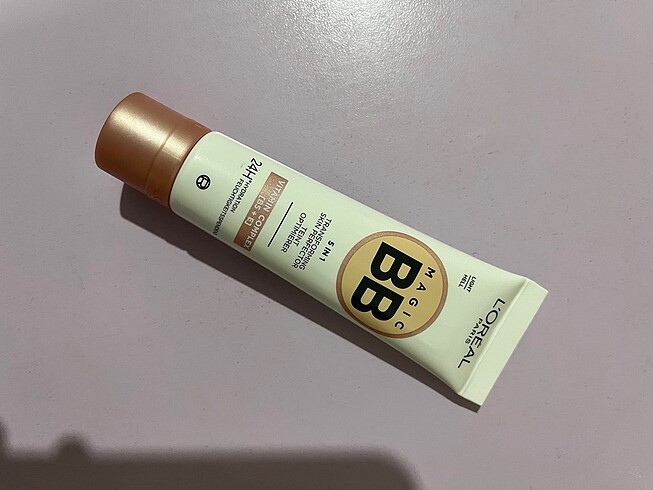 L'ORÉAL
PARIS
LIGHT
HELL
MAGIC
BB
5 IN 1
TRANSFORMING
SKIN PERFECTOR
TEINT
OPTIMIERER
VITAMIN COMPLEX
[B5 + E]
24H*HYDRATION
FEUCHTIGKEITSPENDER